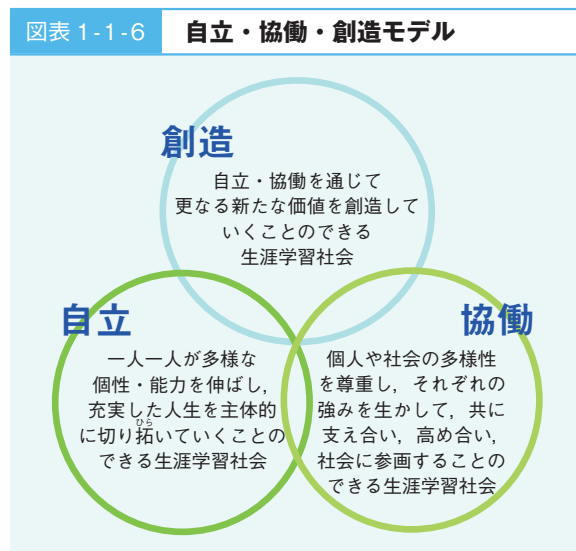 図表1-1-6 自立・協働・創造モデル
創造
自立・協働を通じて
更なる新たな価値を創造して
いくことのできる
生涯学習社会
自立
一人一人が多様な
個性・能力を伸ばし，
充実した人生を主体的
ひら
に切り拓いていくことの
できる生涯学習社会
協働
個人や社会の多様性
を尊重し，それぞれの
強みを生かして，共に
支え合い，高め合い，
社会に参画することの
できる生涯学習社会